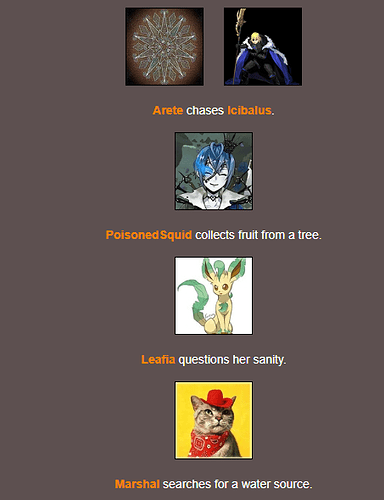 Arete chases Icibalus.
PoisonedSquid collects fruit from a tree.
Leafia questions her sanity.
Marshal searches for a water source.